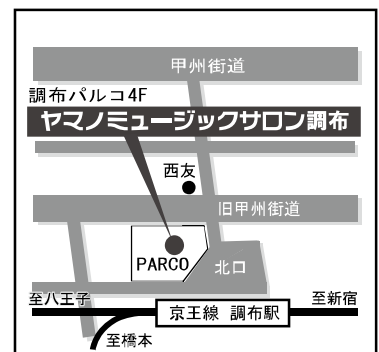 甲州街道
調布パルコ4F
ヤマノミュージックサロン調布
西友
旧甲州街道
PARCO
北口
至八王子
京王線 調布駅
至新宿
至橋本